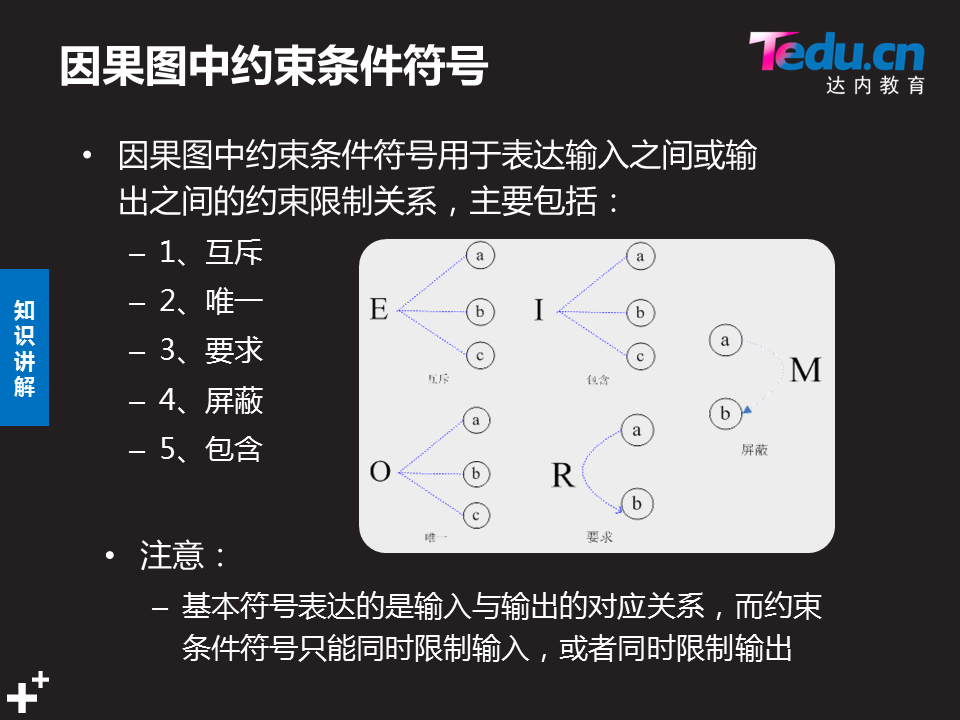 因果图中约束条件符号
Tedu.cn
达内教育
• 因果图中约束条件符号用于表达输入之间或输
出之间的约束限制关系，主要包括：
– 1、互斥
– 2、唯一
– 3、要求
– 4、屏蔽
– 5、包含
知
识
讲
解
E
a
b
c
互斥
I
a
b
c
包含
a
M
b
屏蔽
O
a
b
c
唯一
R
a
b
要求
• 注意：
– 基本符号表达的是输入与输出的对应关系，而约束
条件符号只能同时限制输入，或者同时限制输出